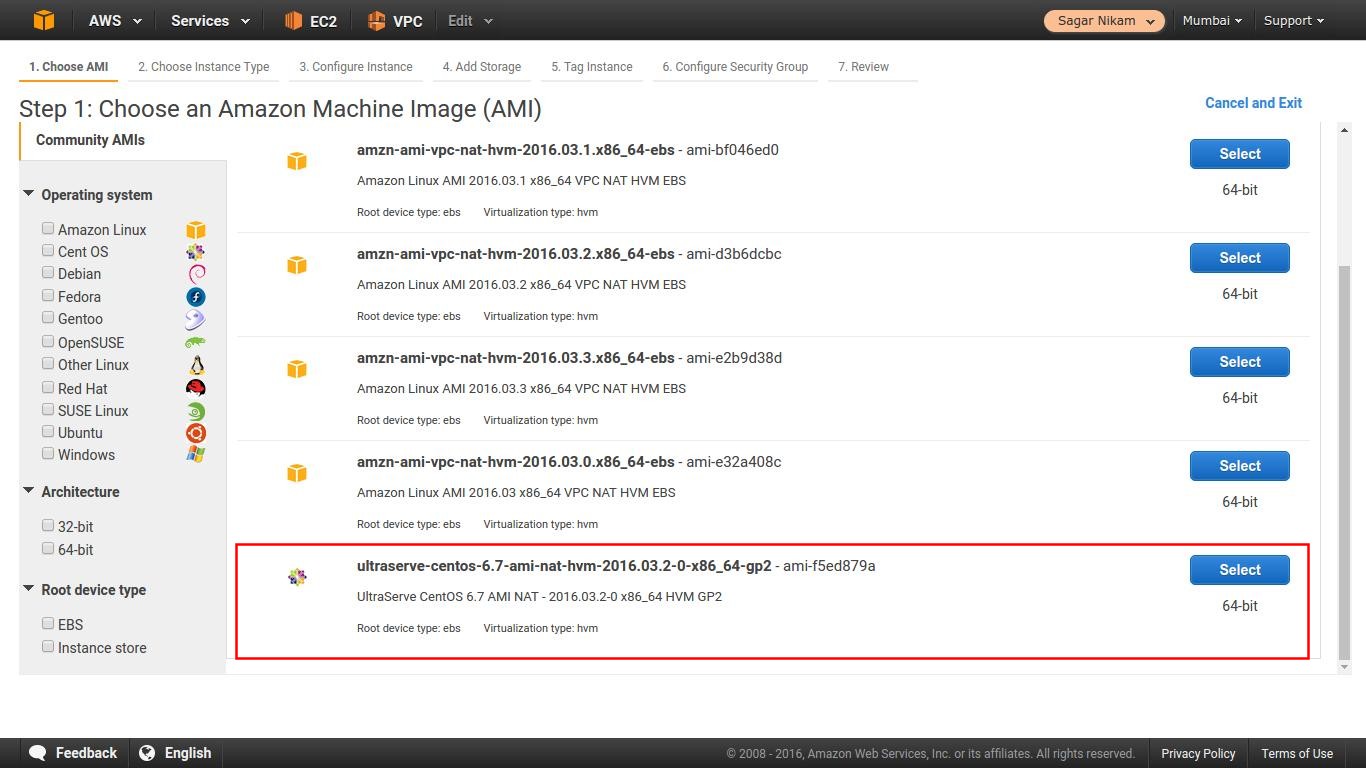 AWS Services EC2 VPC Edit Sagar Nikam Mumbai Support
1. Choose AMI 2. Choose Instance Type 3. Configure Instance 4. Add Storage 5. Tag Instance 6. Configure Security Group 7. Review
Step 1: Choose an Amazon Machine Image (AMI) Cancel and Exit
Community AMIs
Operating system
Amazon Linux
Cent OS
Debian
Fedora
Gentoo
OpenSUSE
Other Linux
Red Hat
SUSE Linux
Ubuntu
Windows
Architecture
32-bit
64-bit
Root device type
EBS
Instance store
amzn-ami-vpc-nat-hvm-2016.03.1.x86_64-ebs - ami-bf046ed0 Select
Amazon Linux AMI 2016.03.1 x86_64 VPC NAT HVM EBS 64-bit
Root device type: ebs Virtualization type: hvm
amzn-ami-vpc-nat-hvm-2016.03.2.x86_64-ebs - ami-d3b6dcbc Select
Amazon Linux AMI 2016.03.2 x86_64 VPC NAT HVM EBS 64-bit
Root device type: ebs Virtualization type: hvm
amzn-ami-vpc-nat-hvm-2016.03.3.x86_64-ebs - ami-e2b9d38d Select
Amazon Linux AMI 2016.03.3 x86_64 VPC NAT HVM EBS 64-bit
Root device type: ebs Virtualization type: hvm
amzn-ami-vpc-nat-hvm-2016.03.0.x86_64-ebs - ami-e32a408c Select
Amazon Linux AMI 2016.03 x86_64 VPC NAT HVM EBS 64-bit
Root device type: ebs Virtualization type: hvm
ultraserve-centos-6.7-ami-nat-hvm-2016.03.2-0-x86_64-gp2 - ami-f5ed879a Select
UltraServe CentOS 6.7 AMI NAT - 2016.03.2-0 x86_64 HVM GP2 64-bit
Root device type: ebs Virtualization type: hvm
Feedback English © 2008 - 2016, Amazon Web Services, Inc. or its affiliates. All rights reserved. Privacy Policy Terms of Use